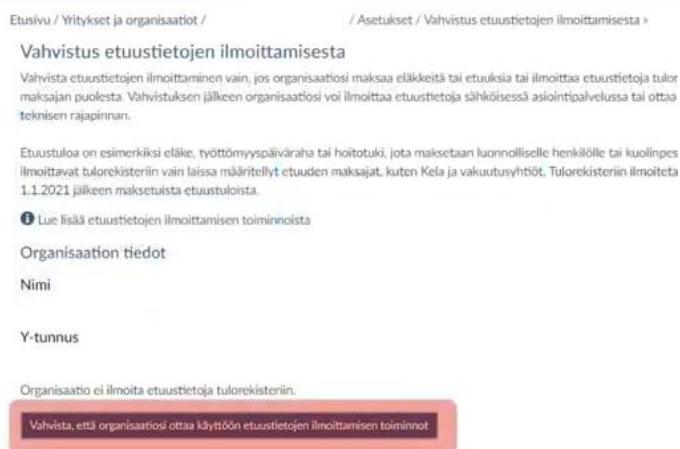 Etusivu / Yritykset ja organisaatiot / / Asetukset / Vahvistus etuustietojen ilmoittamisesta »
Vahvistus etuustietojen ilmoittamisesta
Vahvista etuustietojen ilmoittaminen vain, jos organisaatiosi maksaa eläkkeitä tai etuuksia tai ilmoittaa etuustietoja tulor
maksajan puolesta. Vahvistuksen jälkeen organisaatiosi voi ilmoittaa etuustietoja sähköisessä asiointipalvelussa tai ottaa
teknisen rajapinnan.
Etuustuloa on esimerkiksi eläke, työttömyyspäiväraha tai hoitotuki, jota maksetaan luonnolliselle henkilölle tai kuolinpes
ilmoittavat tulorekisteriin vain laissa määritellyt etuuden maksajat, kuten Kela ja vakuutusyhtiöt. Tulorekisteriin ilmoiteta
1.1.2021 jälkeen maksetuista etuustuloista.
Lue lisää etuustietojen ilmoittamisen toiminnoista
Organisaation tiedot
Nimi
Y-tunnus
Organisaatio ei ilmoita etuustietoja tulorekisteriin.
Vahvista, että organisaatiosi ottaa käyttöön etuustietojen ilmoittamisen toiminnot